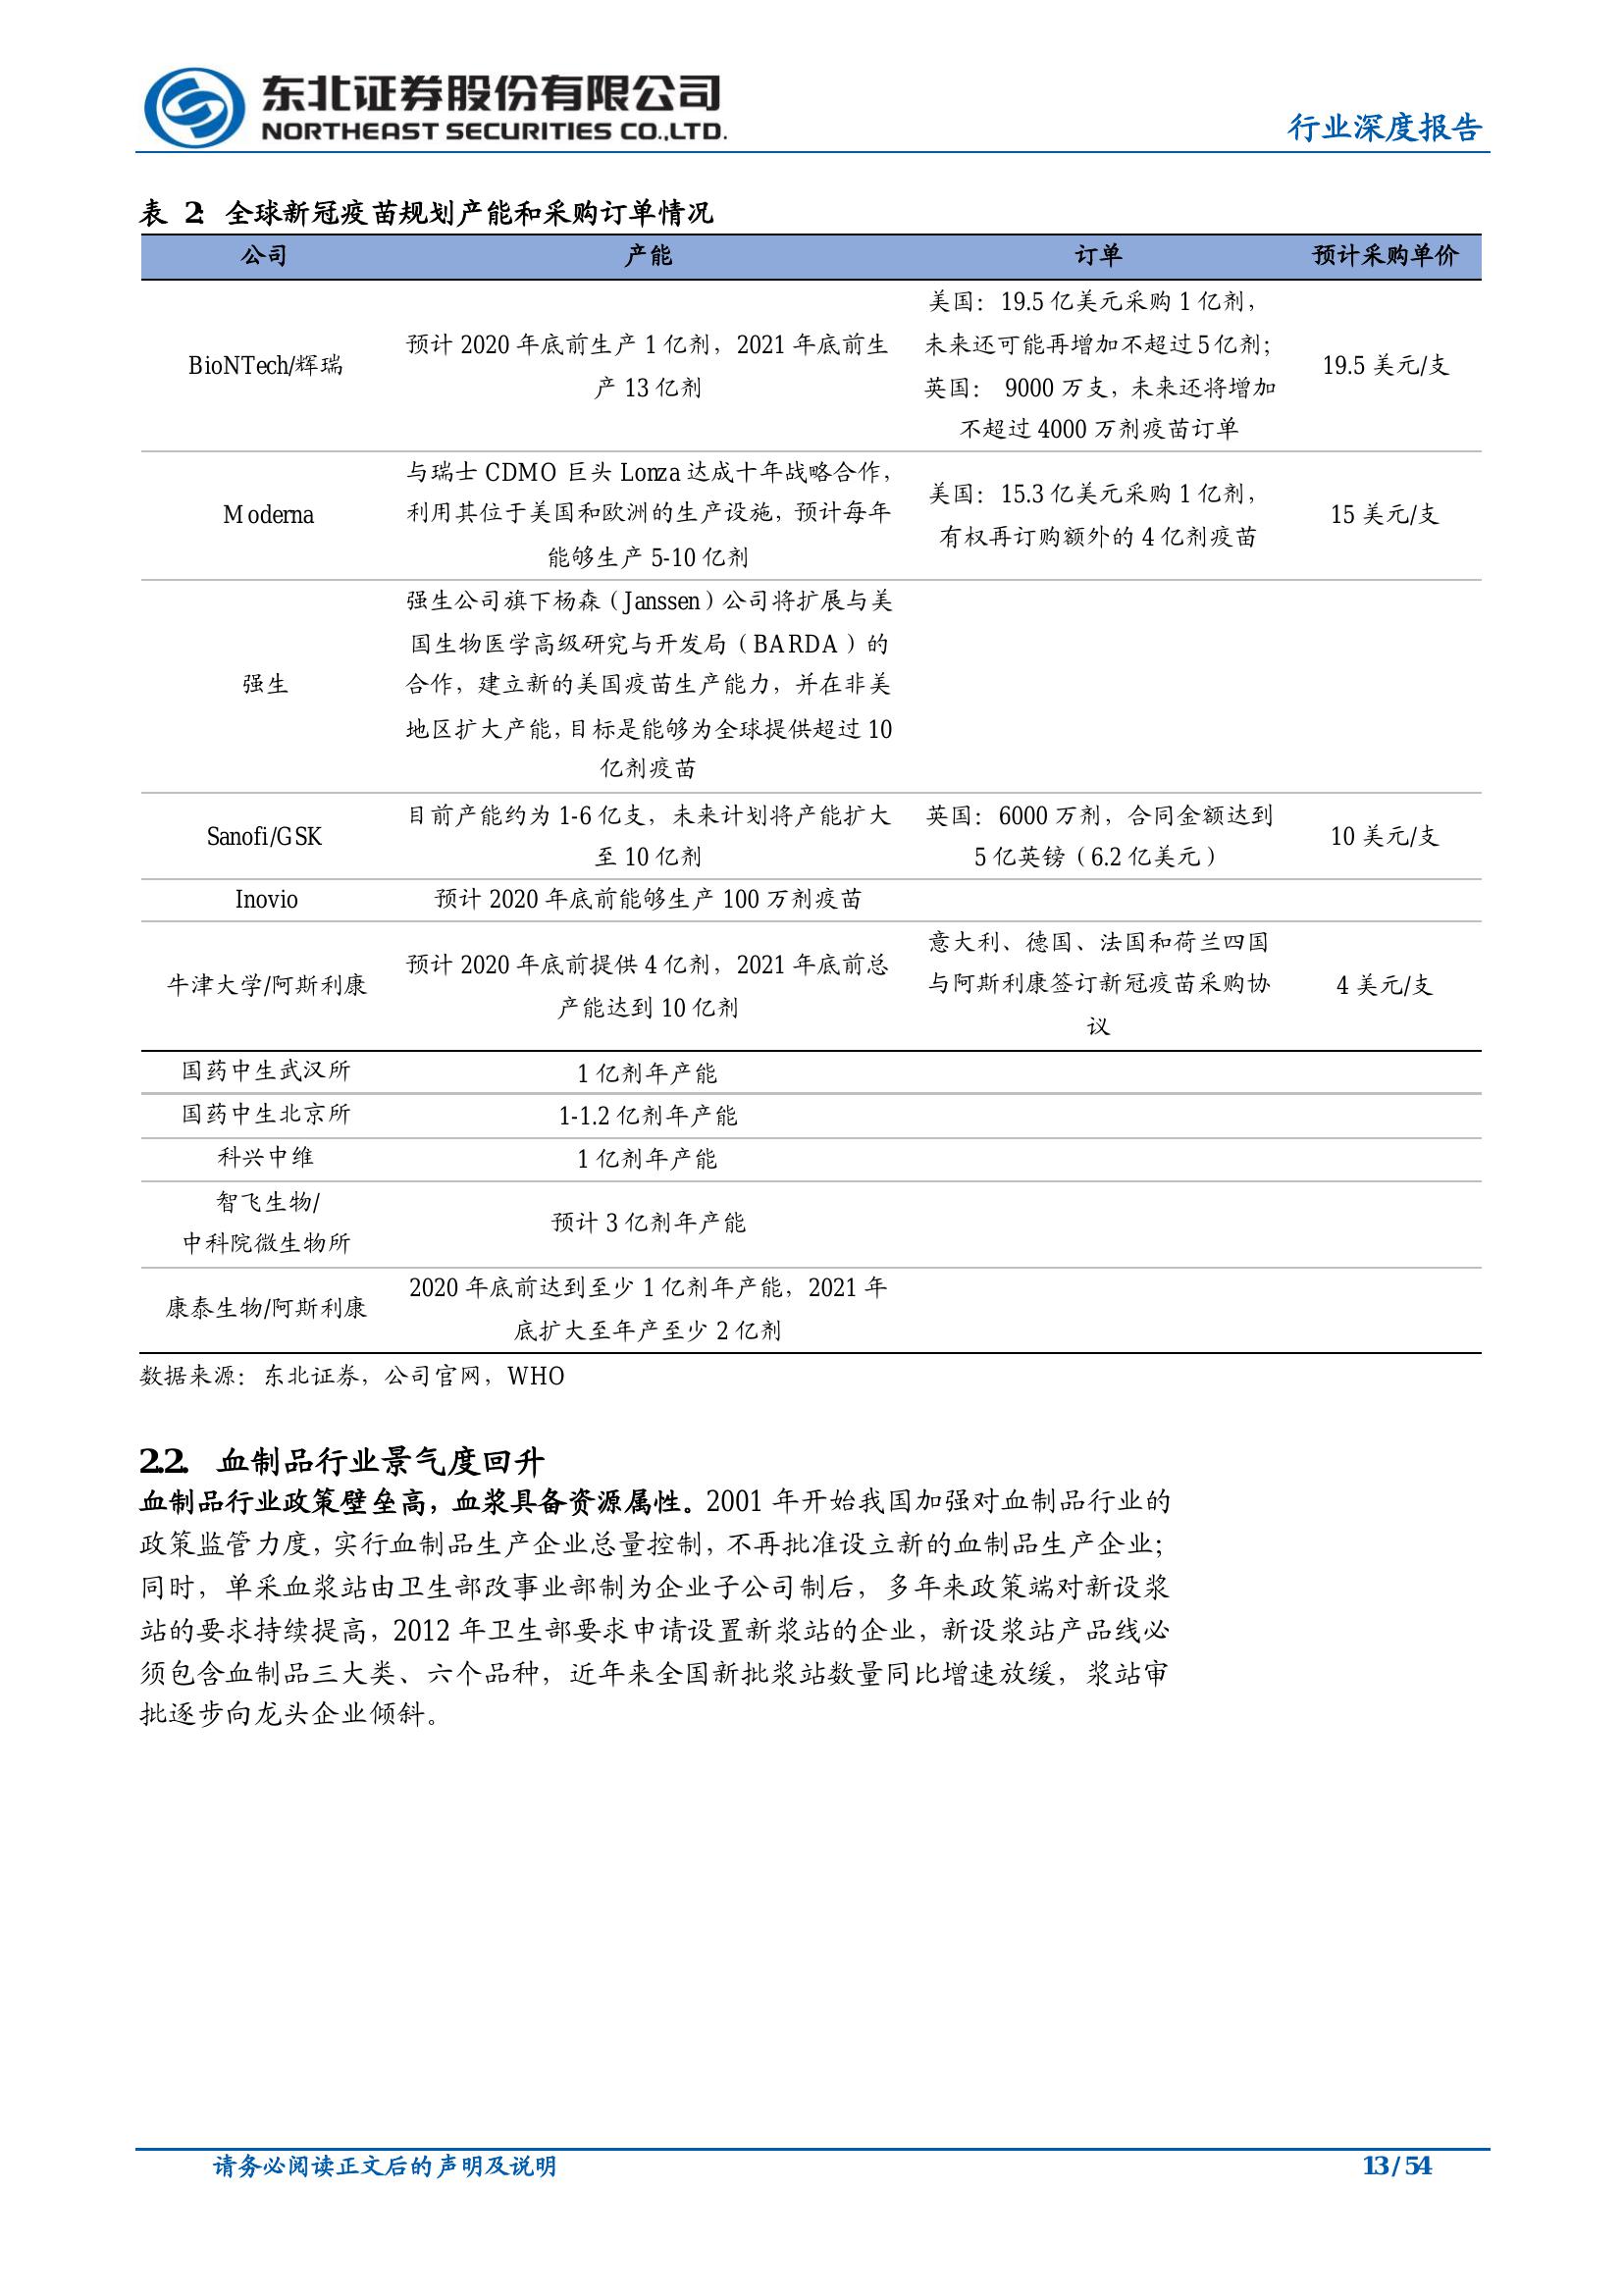 东北证券股份有限公司
NORTHEAST SECURITIES CO.,LTD.
行业深度报告
表 2: 全球新冠疫苗规划产能和采购订单情况
公司 产能 订单 预计采购单价
BioNTech/辉瑞
预计 2020 年底前生产 1 亿剂，2021 年底前生
产 13 亿剂
美国：19.5 亿美元采购 1 亿剂，
未来还可能再增加不超过 5 亿剂；
英国： 9000 万支，未来还将增加
不超过 4000 万剂疫苗订单
19.5 美元/支
Moderna
与瑞士 CDMO 巨头 Lonza 达成十年战略合作，
利用其位于美国和欧洲的生产设施，预计每年
能够生产 5-10 亿剂
美国：15.3 亿美元采购 1 亿剂，
有权再订购额外的 4 亿剂疫苗
15 美元/支
强生
强生公司旗下杨森（Janssen）公司将扩展与美
国生物医学高级研究与开发局（BARDA）的
合作，建立新的美国疫苗生产能力，并在非美
地区扩大产能，目标是能够为全球提供超过 10
亿剂疫苗
Sanofi/GSK
目前产能约为 1-6 亿支，未来计划将产能扩大
至 10 亿剂
英国：6000 万剂，合同金额达到
5 亿英镑（6.2 亿美元）
10 美元/支
Inovio
预计 2020 年底前能够生产 100 万剂疫苗
牛津大学/阿斯利康
预计 2020 年底前提供 4 亿剂，2021 年底前总
产能达到 10 亿剂
意大利、德国、法国和荷兰四国
与阿斯利康签订新冠疫苗采购协
议
4 美元/支
国药中生武汉所
1 亿剂年产能
国药中生北京所
1-1.2 亿剂年产能
科兴中维
1 亿剂年产能
智飞生物/
中科院微生物所
预计 3 亿剂年产能
康泰生物/阿斯利康
2020 年底前达到至少 1 亿剂年产能，2021 年
底扩大至年产至少 2 亿剂
数据来源：东北证券，公司官网，WHO
2.2. 血制品行业景气度回升
血制品行业政策壁垒高，血浆具备资源属性。2001 年开始我国加强对血制品行业的
政策监管力度，实行血制品生产企业总量控制，不再批准设立新的血制品生产企业；
同时，单采血浆站由卫生部改事业部制为企业子公司制后，多年来政策端对新设浆
站的要求持续提高，2012 年卫生部要求申请设置新浆站的企业，新设浆站产品线必
须包含血制品三大类、六个品种，近年来全国新批浆站数量同比增速放缓，浆站审
批逐步向龙头企业倾斜。
请务必阅读正文后的声明及说明
13 / 54